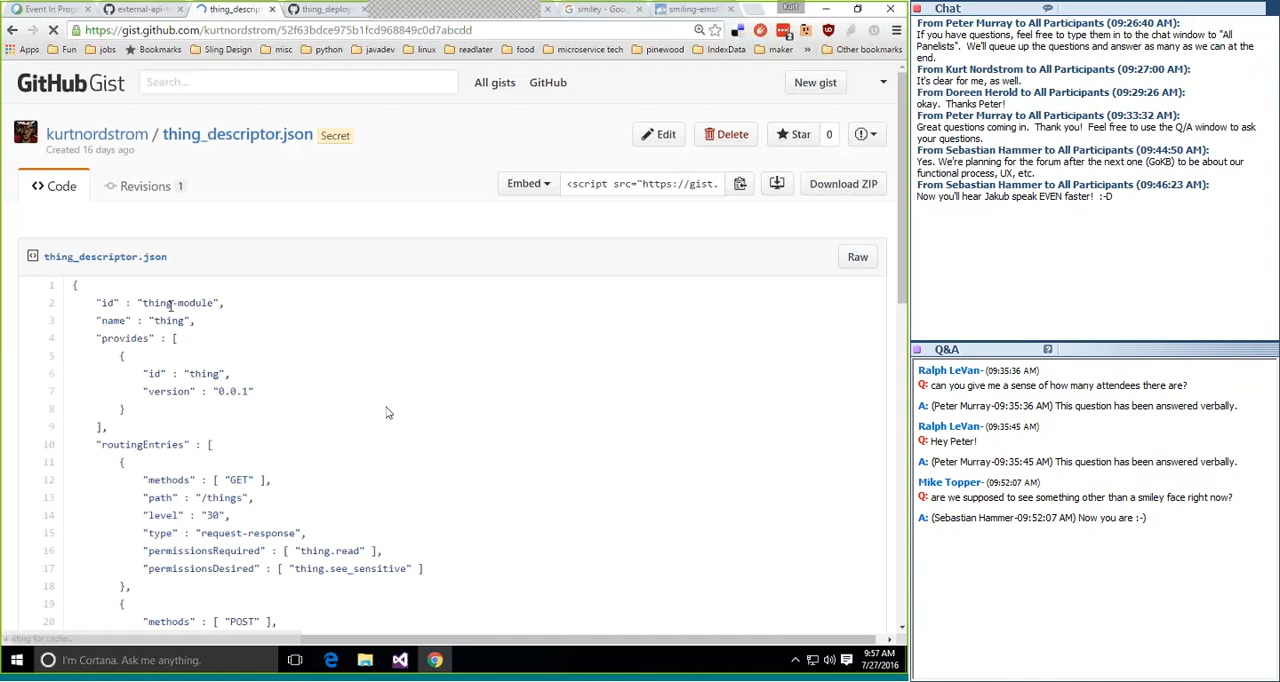 Event In Prog
external-api-
thing_descript
thing_deploy
smiley - Goo
smiling-emot
Kurt
https://gist.github.com/kurtnordstrom/52f63bdce975b1fcd968849c0d7abcdd
Apps Fun jobs Bookmarks Sling Design misc python javadev linux readlater food microservice tech pinewood IndexData maker » Other bookmarks
GitHub Gist Search... All gists GitHub New gist
kurtnordstrom / thing_descriptor.json Secret
Edit Delete Star 0
Created 16 days ago
<> Code Revisions 1 Embed <script src="https://gist. Download ZIP
thing_descriptor.json Raw
1 {
2 "id" : "thing-module",
3 "name" : "thing",
4 "provides" : [
5 {
6 "id" : "thing",
7 "version" : "0.0.1"
8 }
9 ],
10 "routingEntries" : [
11 {
12 "methods" : [ "GET" ],
13 "path" : "/things",
14 "level" : "30",
15 "type" : "request-response",
16 "permissionsRequired" : [ "thing.read" ],
17 "permissionsDesired" : [ "thing.see_sensitive" ]
18 },
19 {
20 "methods" : [ "POST" ],
Waiting for cache...
I'm Cortana. Ask me anything.
9:57 AM
7/27/2016
Chat
From Peter Murray to All Participants (09:26:40 AM):
If you have questions, feel free to type them in to the chat window to "All
Panelists". We'll queue up the questions and answer as many as we can at the
end.
From Kurt Nordstrom to All Participants (09:27:00 AM):
It's clear for me, as well.
From Doreen Herold to All Participants (09:29:26 AM):
okay. Thanks Peter!
From Peter Murray to All Participants (09:33:32 AM):
Great questions coming in. Thank you! Feel free to use the Q/A window to ask
your questions.
From Sebastian Hammer to All Participants (09:44:50 AM):
Yes. We're planning for the forum after the next one (GoKB) to be about our
functional process, UX, etc.
From Sebastian Hammer to All Participants (09:46:23 AM):
Now you'll hear Jakub speak EVEN faster! :-D
Q&A
Ralph LeVan- (09:35:36 AM)
Q: can you give me a sense of how many attendees there are?
A: (Peter Murray-09:35:36 AM) This question has been answered verbally.
Ralph LeVan- (09:35:45 AM)
Q: Hey Peter!
A: (Peter Murray-09:35:45 AM) This question has been answered verbally.
Mike Topper- (09:52:07 AM)
Q: are we supposed to see something other than a smiley face right now?
A: (Sebastian Hammer-09:52:07 AM) Now you are :-)